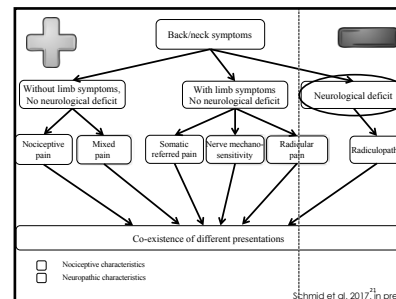 Back/neck symptoms
Without limb symptoms,
No neurological deficit
With limb symptoms
No neurological deficit
Neurological deficit
Nociceptive
pain
Mixed
pain
Somatic
referred pain
Nerve mechano-
sensitivity
Radicular
pain
Radiculopath
Co-existence of different presentations
Nociceptive characteristics
Neuropathic characteristics
21
Schmid et al. 2017, in pre